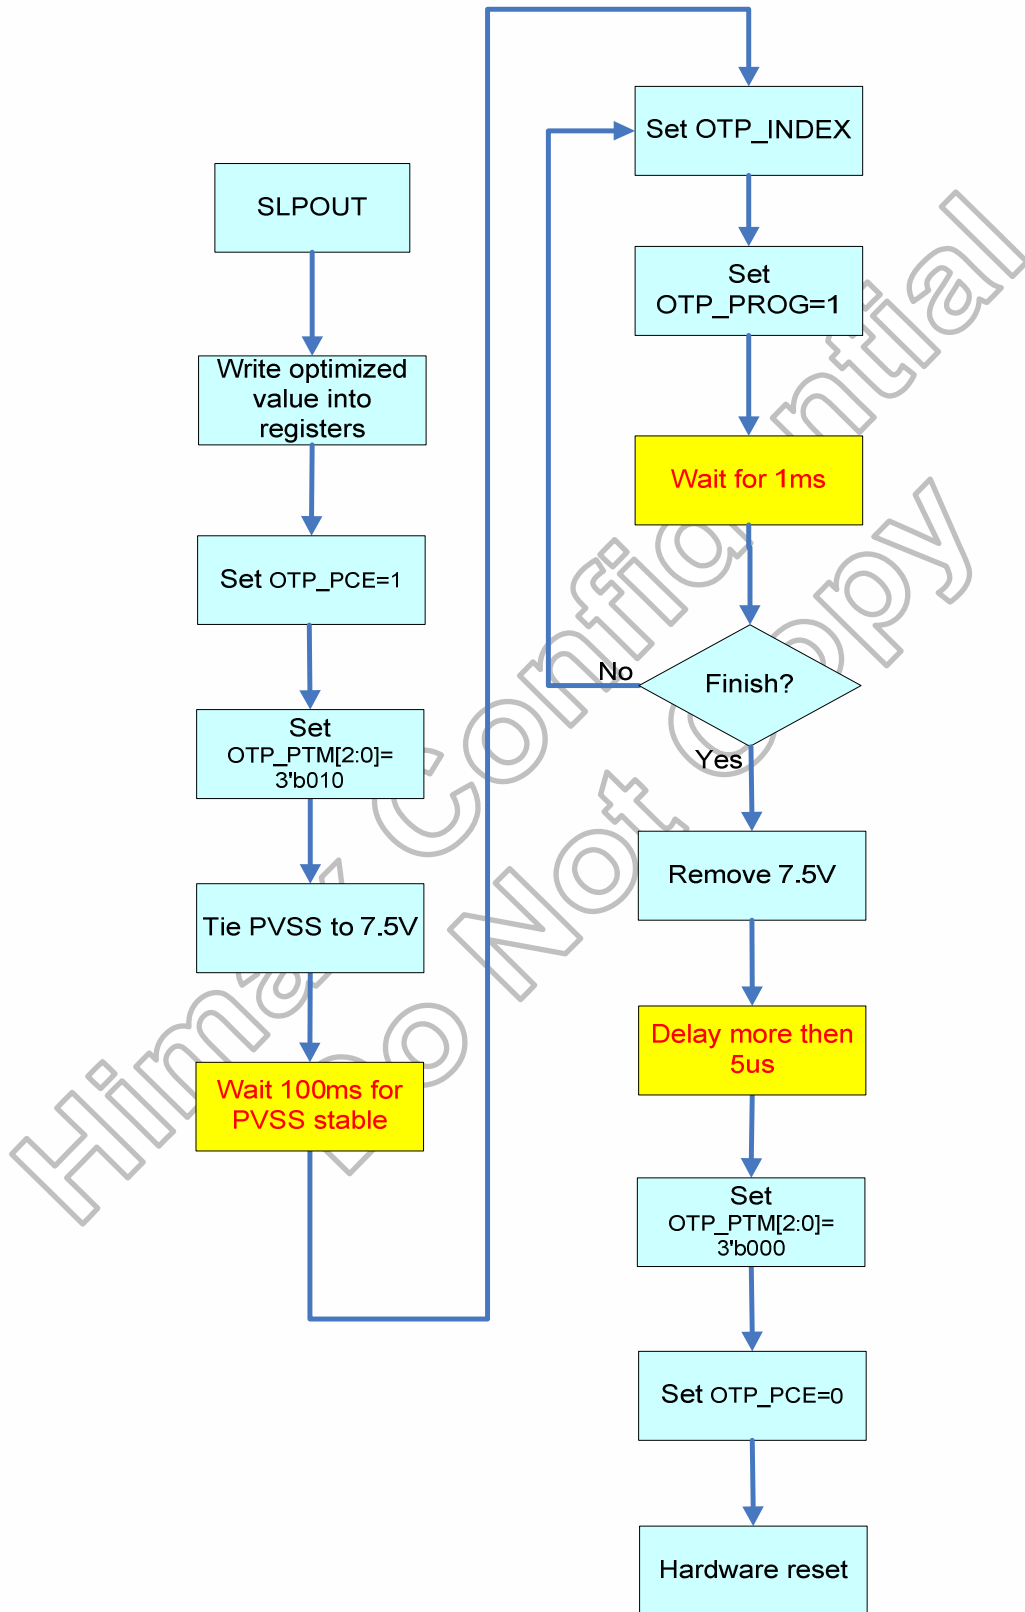 SLPOUT
Write optimized
value into
registers
Set OTP_PCE=1
Set
OTP_PTM[2:0]=
3'b010
Tie PVSS to 7.5V
Wait 100ms for
PVSS stable
Set OTP_INDEX
Set
OTP_PROG=1
Wait for 1ms
Finish?
No
Yes
Remove 7.5V
Delay more then
5us
Set
OTP_PTM[2:0]=
3'b000
Set OTP_PCE=0
Hardware reset
Himax Confidential
Do Not Copy